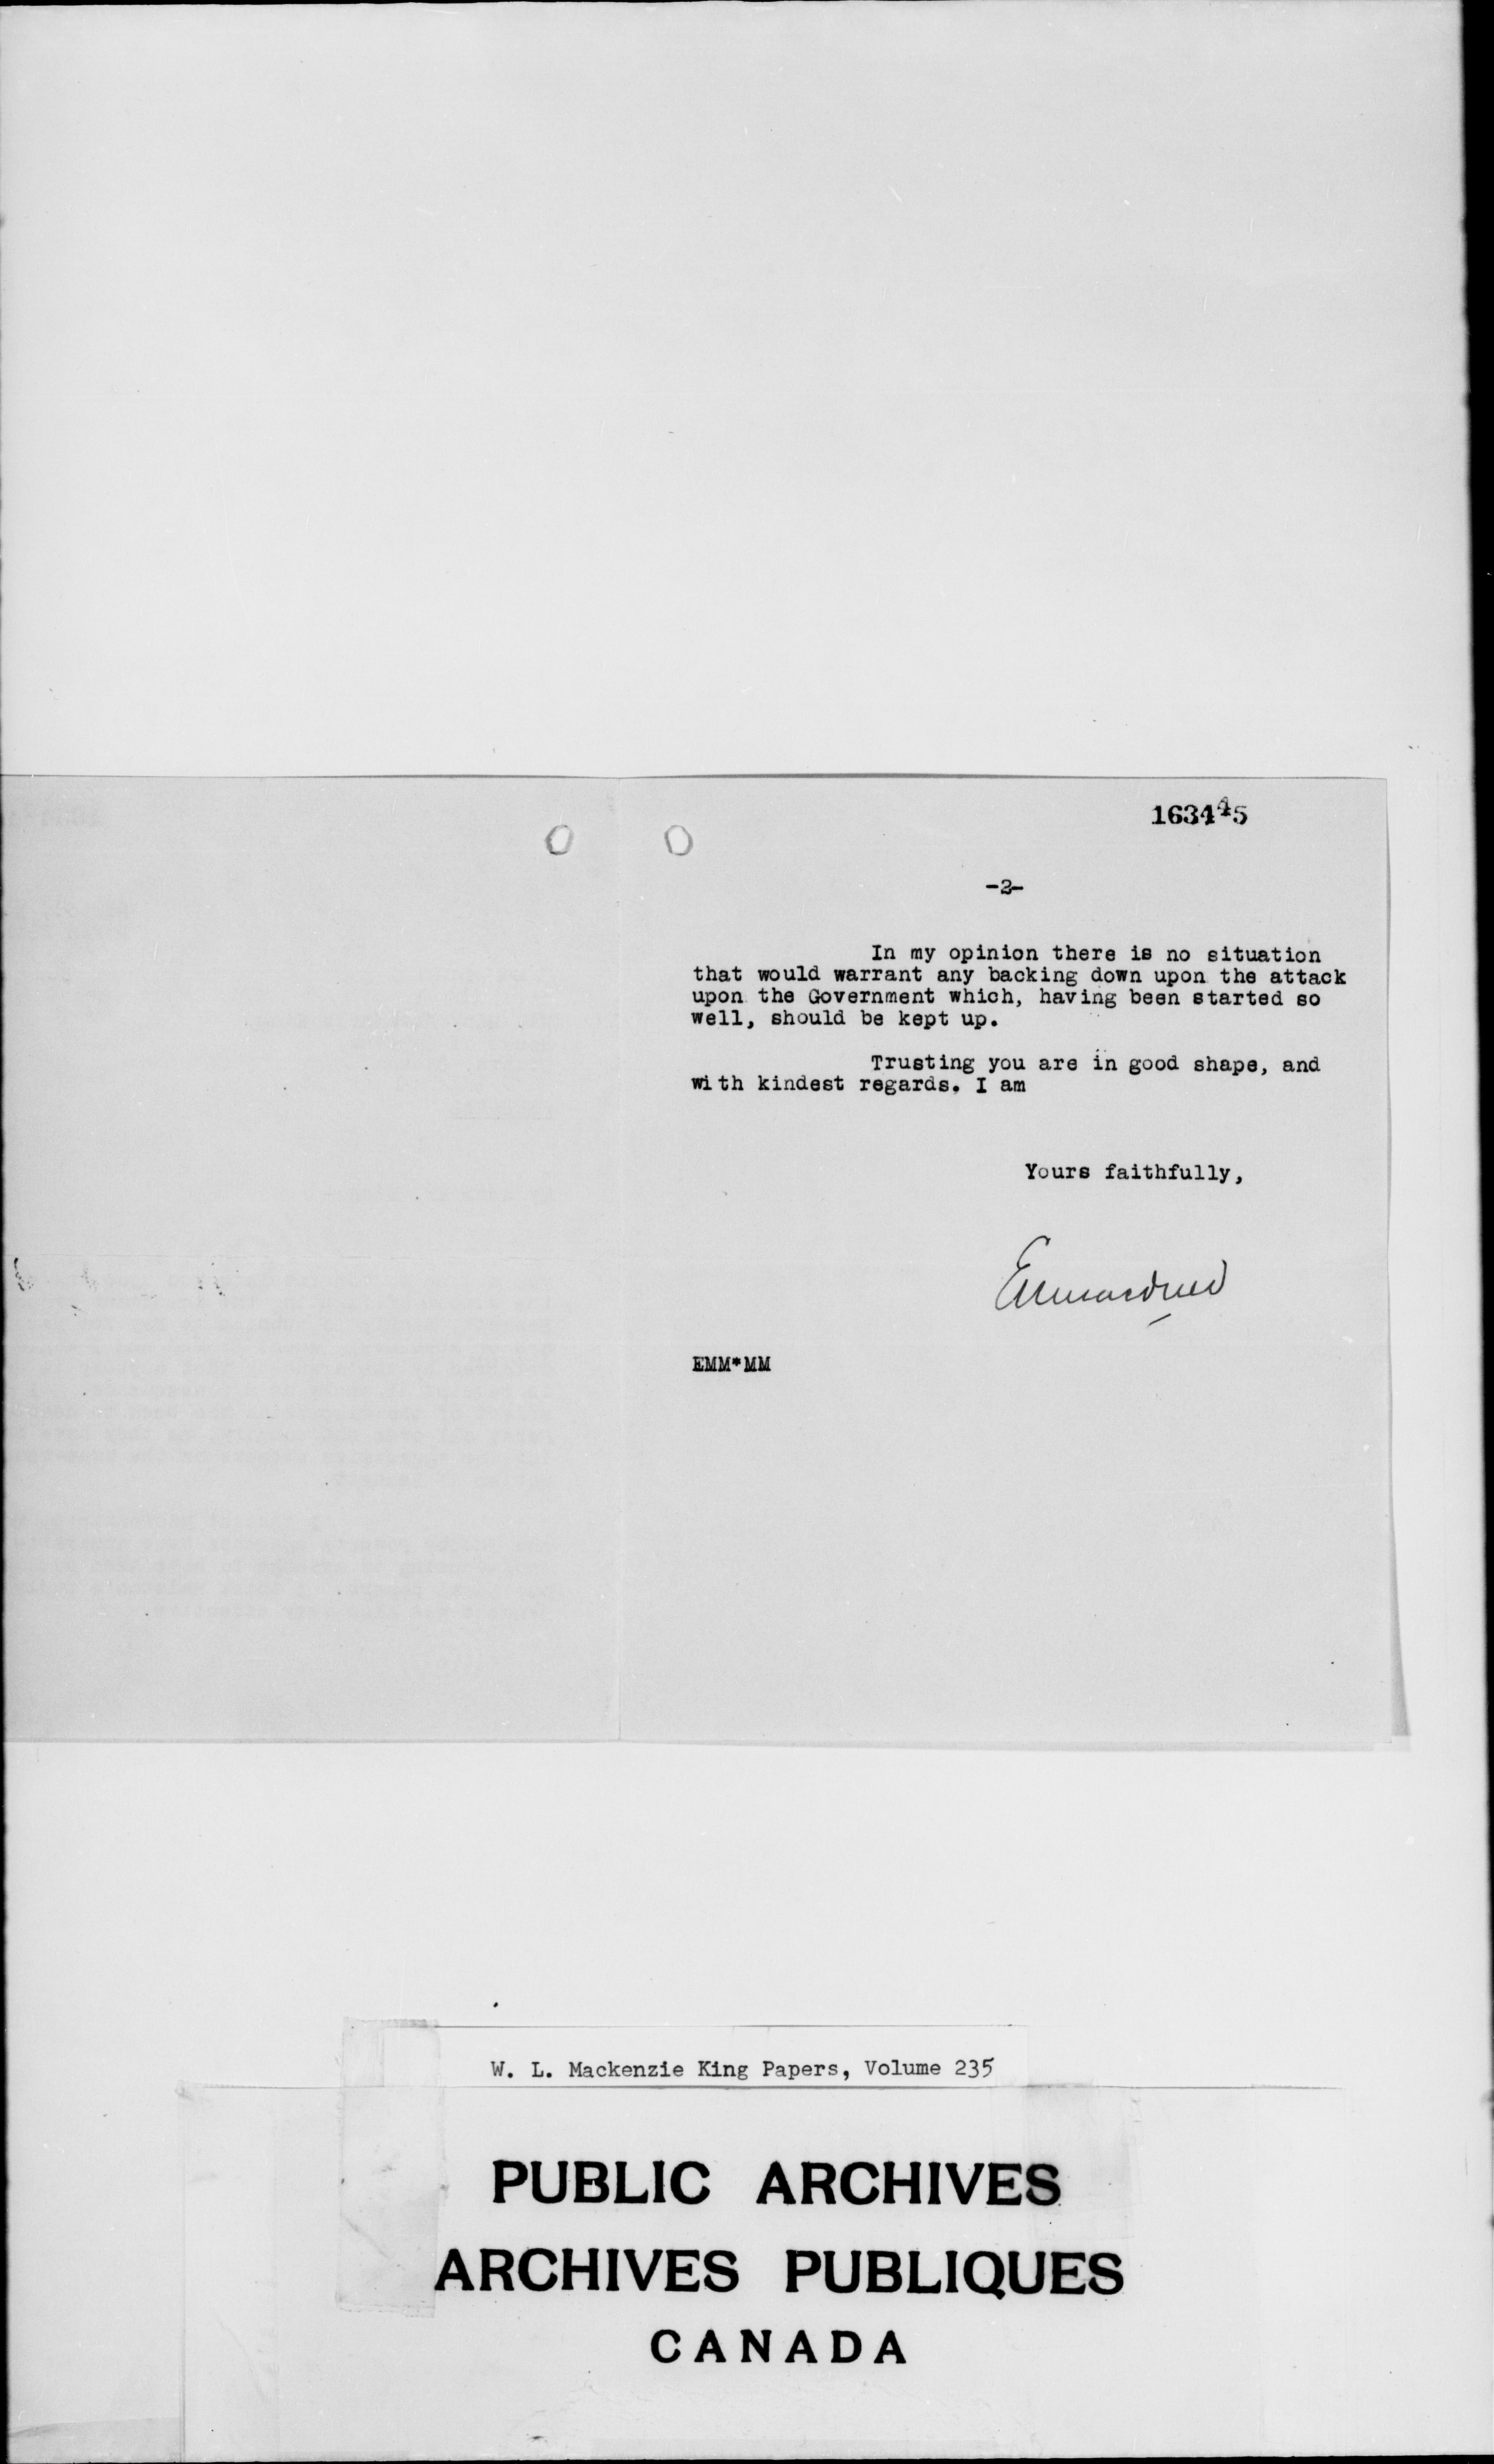 163445
-2-
In my opinion there is no situation
that would warrant any backing down upon the attack
upon the Government which, having been started so
well, should be kept up.
Trusting you are in good shape, and
with kindest regards. I am
Yours faithfully,
EMM*MM
W. L. Mackenzie King Papers, Volume 235
PUBLIC ARCHIVES
ARCHIVES PUBLIQUES
CANADA